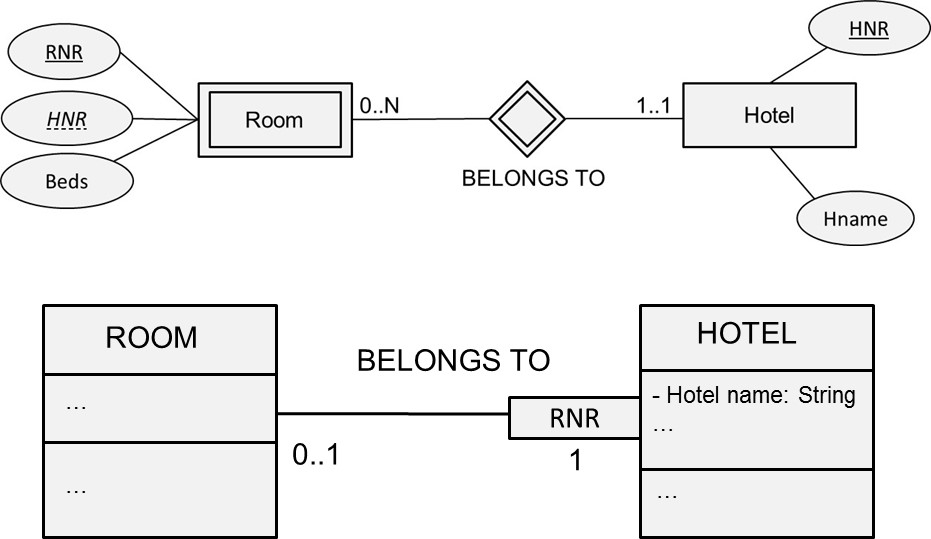 HNR
RNR
HNR
Beds
Room
0..N
1..1
Hotel
BELONGS TO
Hname
ROOM
...
...
BELONGS TO
0..1
RNR
1
HOTEL
- Hotel name: String
...
...